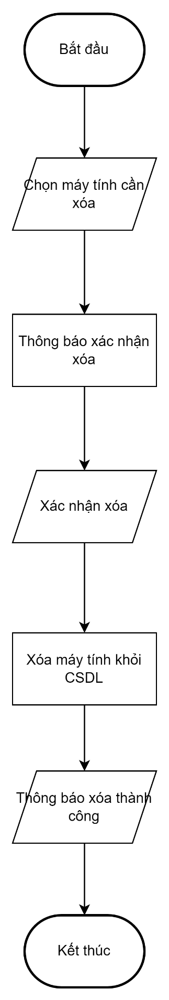 Bắt đầu
Chọn máy tính cần
xóa
Thông báo xác nhận
xóa
Xác nhận xóa
Xóa máy tính khỏi
CSDL
Thông báo xóa thành
công
Kết thúc